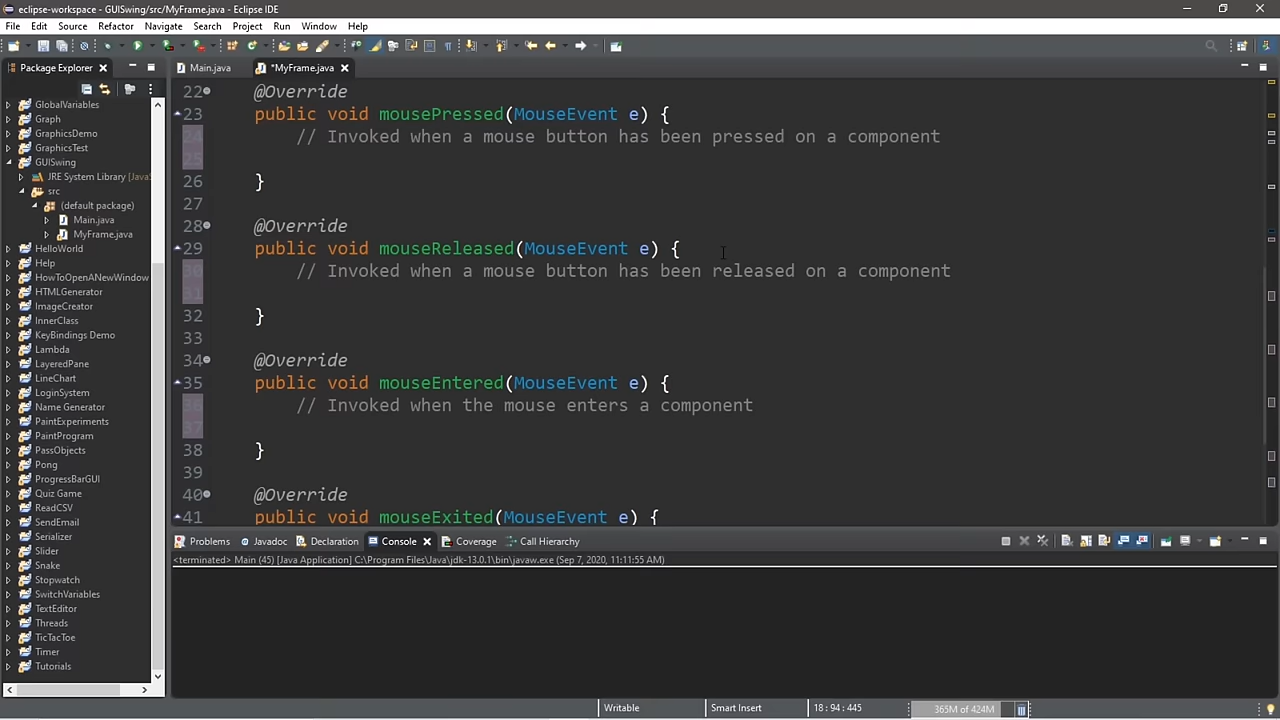 eclipse-workspace - GUISwing/src/MyFrame.java - Eclipse IDE
File Edit Source Refactor Navigate Search Project Run Window Help
Package Explorer
Main.java
*MyFrame.java
GlobalVariables
Graph
GraphicsDemo
GraphicsTest
GUISwing
JRE System Library [Java
src
(default package)
Main.java
MyFrame.java
HelloWorld
Help
HowToOpenANewWindow
HTMLGenerator
ImageCreator
InnerClass
KeyBindings Demo
Lambda
LayeredPane
LineChart
LoginSystem
Name Generator
PaintExperiments
PaintProgram
PassObjects
Pong
ProgressBarGUI
Quiz Game
ReadCSV
SendEmail
Serializer
Slider
Snake
Stopwatch
SwitchVariables
TextEditor
Threads
TicTacToe
Timer
Tutorials
22 @Override
23 public void mousePressed(MouseEvent e) {
24 // Invoked when a mouse button has been pressed on a component
25
26 }
27
28 @Override
29 public void mouseReleased(MouseEvent e) {
30 // Invoked when a mouse button has been released on a component
31
32 }
33
34 @Override
35 public void mouseEntered(MouseEvent e) {
36 // Invoked when the mouse enters a component
37
38 }
39
40 @Override
41 public void mouseExited(MouseEvent e) {
Problems Javadoc Declaration Console Coverage Call Hierarchy
<terminated> Main (45) [Java Application] C:\Program Files\Java\jdk-13.0.1\bin\javaw.exe (Sep 7, 2020, 11:11:55 AM)
Writable Smart Insert 18 : 94 : 445 365M of 424M